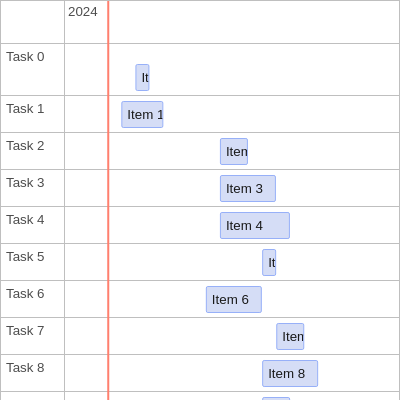 2024
Task 0
It
Task 1
Item 1
Task 2
Iten
Task 3
Item 3
Task 4
Item 4
Task 5
It
Task 6
Item 6
Task 7
Iten
Task 8
Item 8